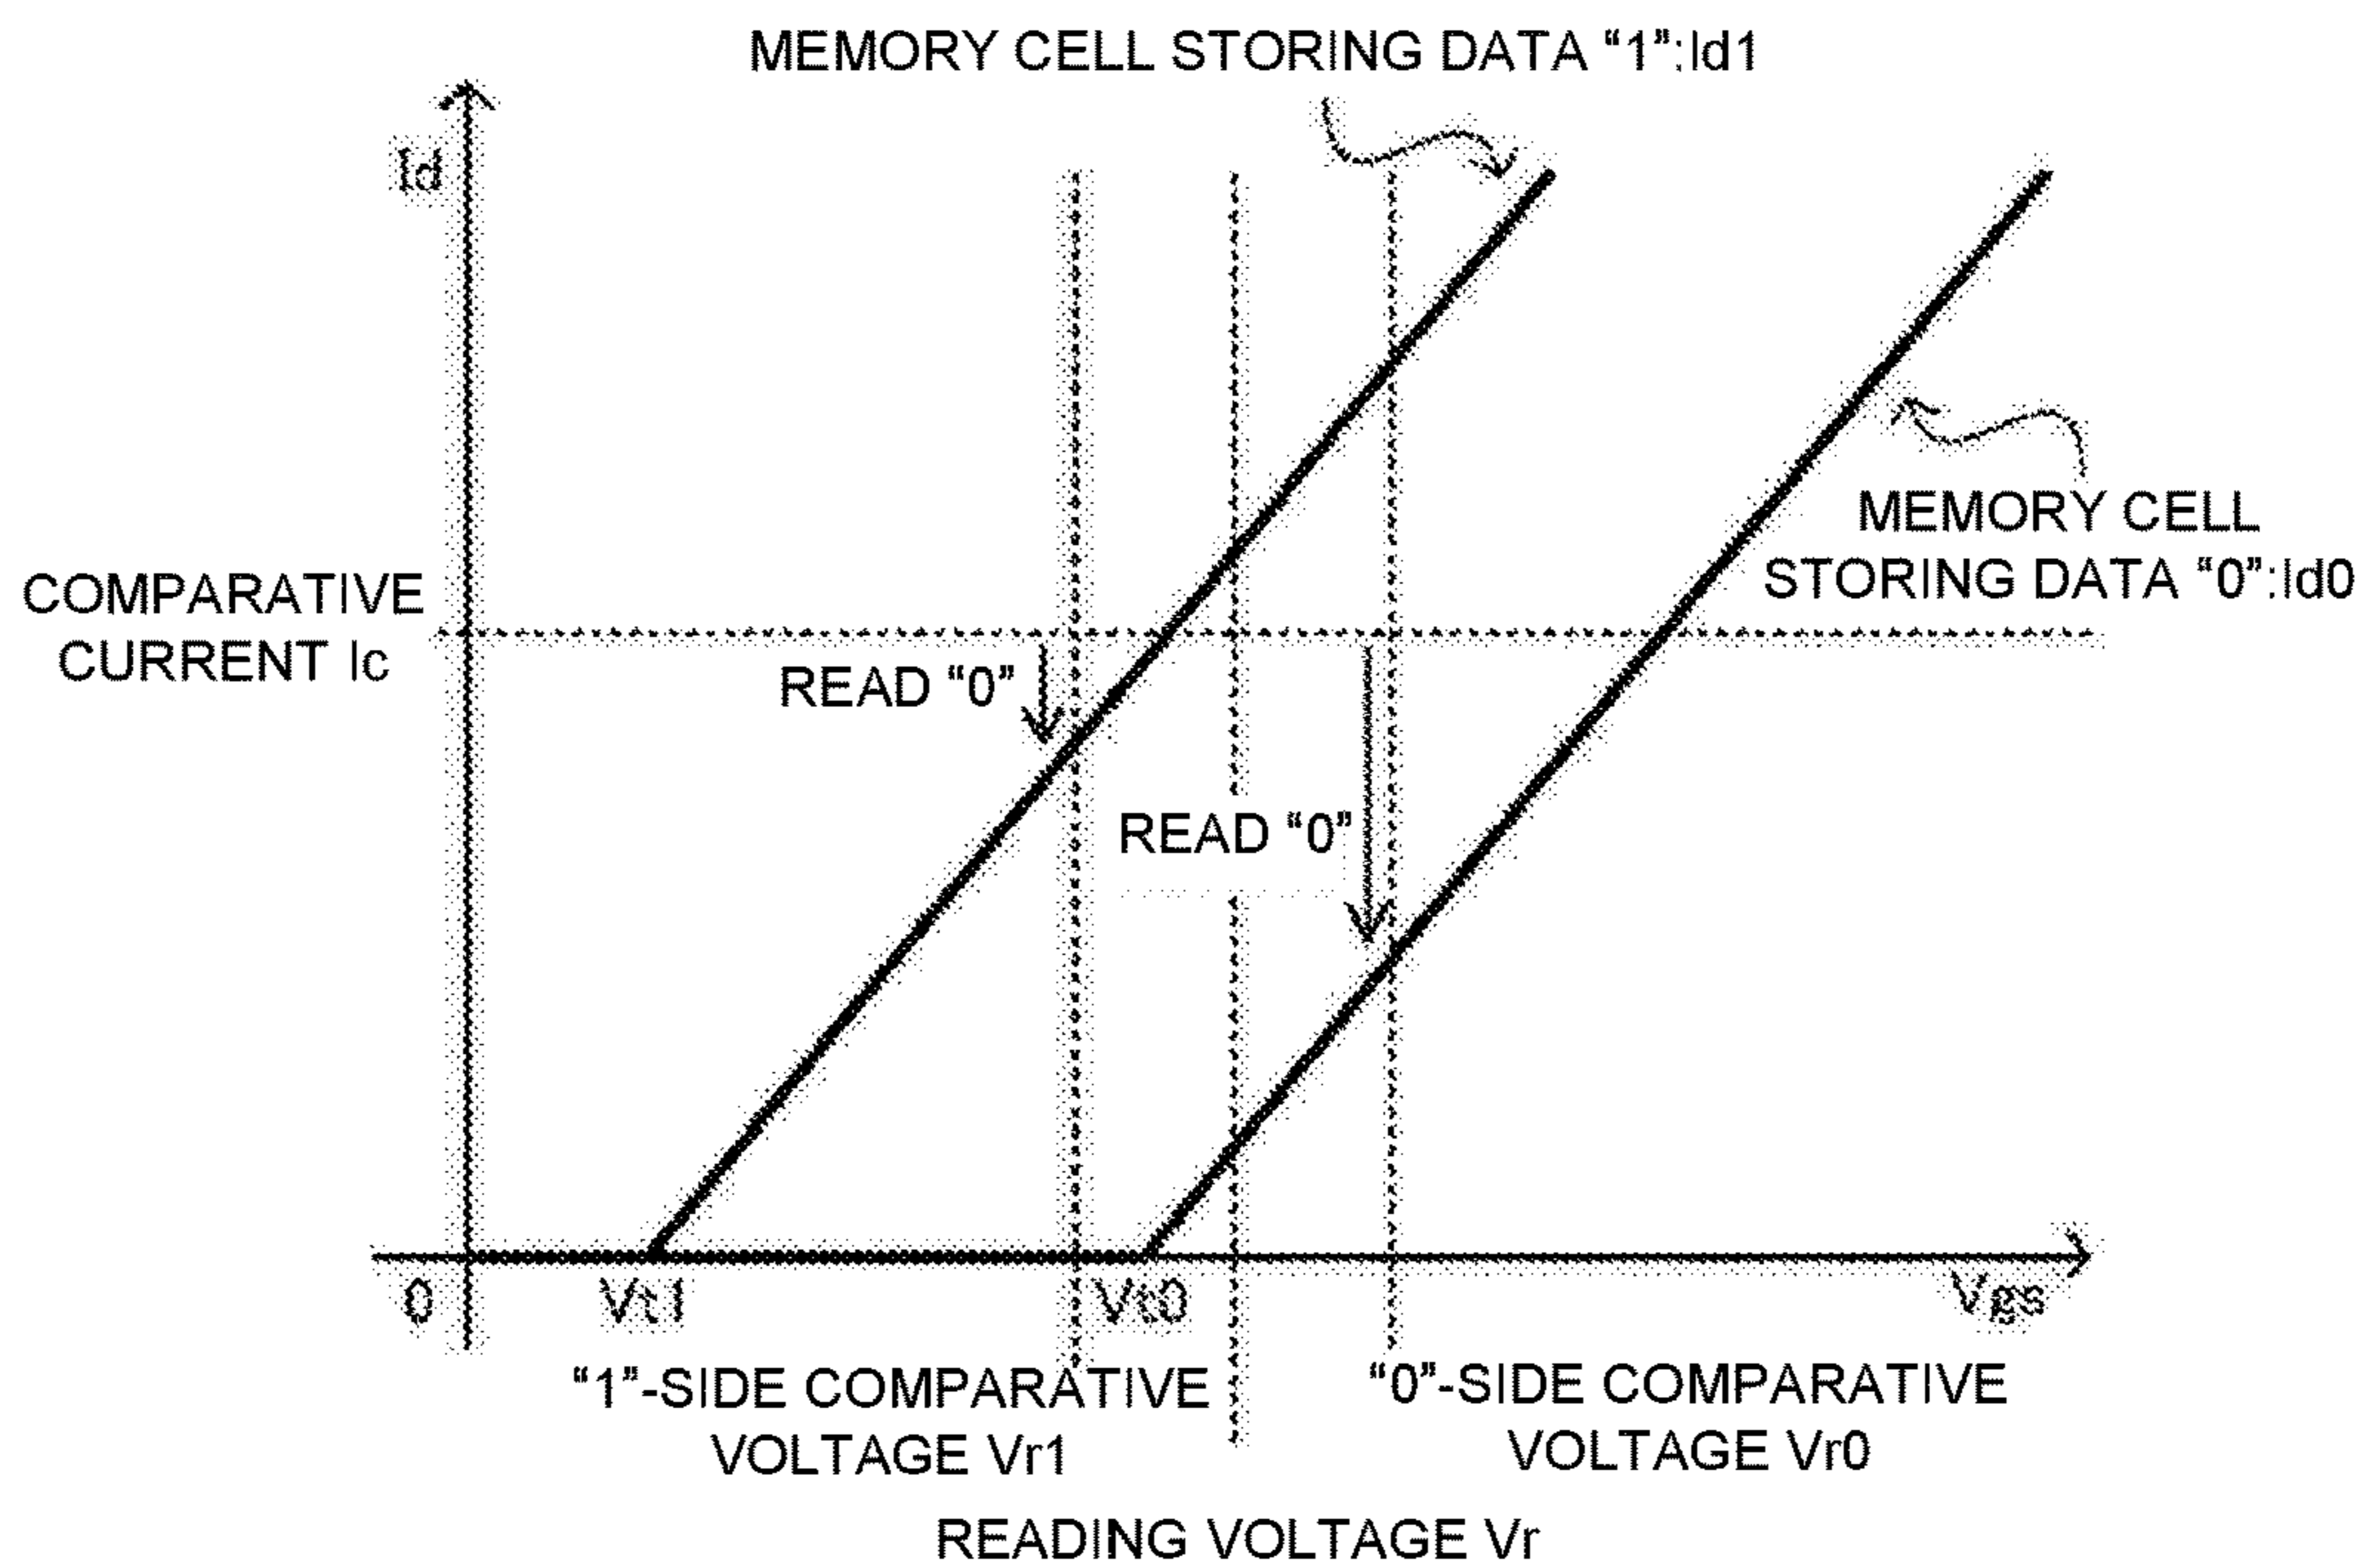 MEMORY CELL STORING DATA “1”:Id1
Id
MEMORY CELL
STORING DATA “0”:Id0
COMPARATIVE
CURRENT Ic
READ “0”
READ “0”
0
Vt1
Vt0
Vgs
“1”-SIDE COMPARATIVE
VOLTAGE Vr1
“0”-SIDE COMPARATIVE
VOLTAGE Vr0
READING VOLTAGE Vr